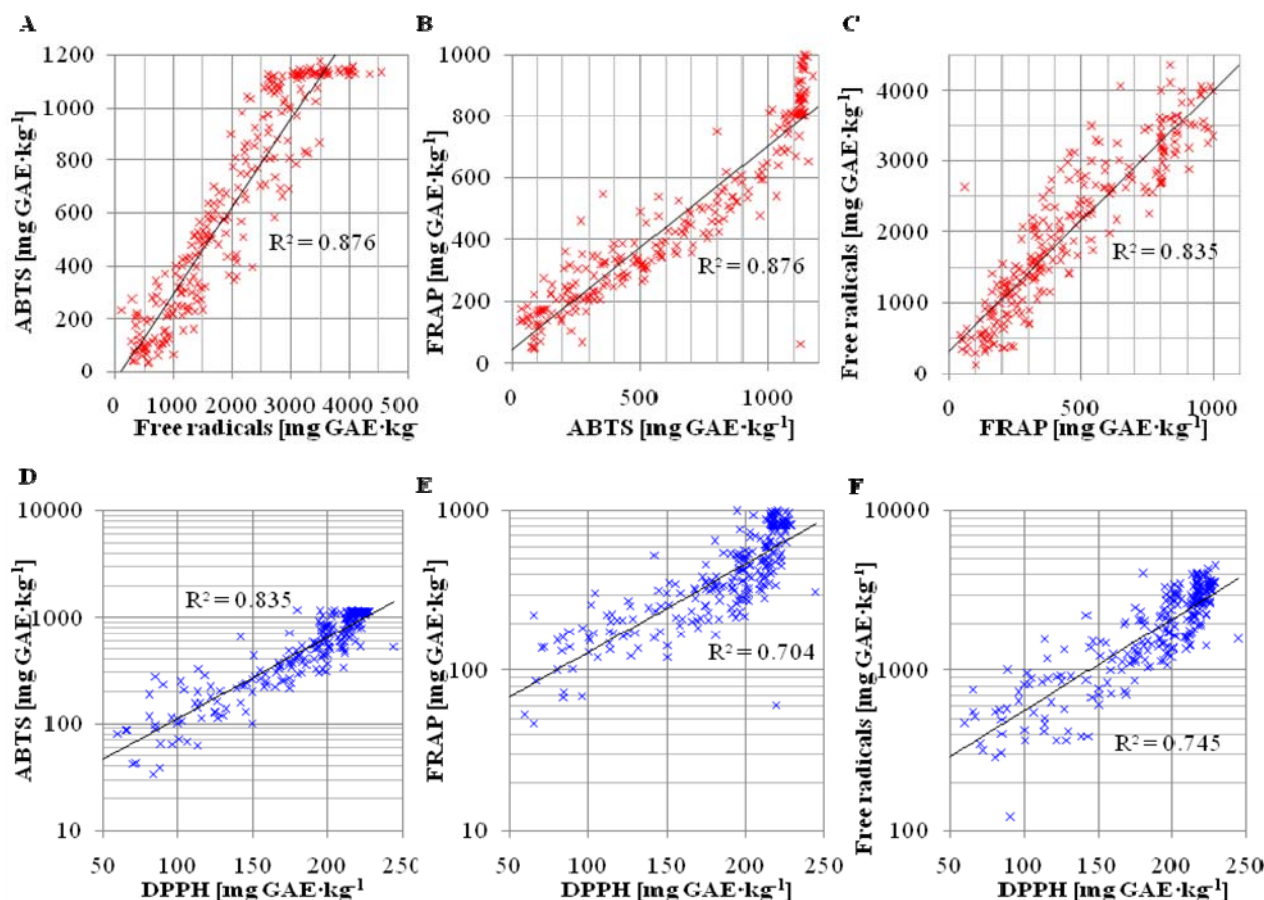 A
B
C
1200
1000
800
600
400
200
0
ABTS [mg GAE·kg⁻¹]
R² = 0.876
0 1000 2000 3000 4000 500
Free radicals [mg GAE·kg
1000
800
600
400
200
0
FRAP [mg GAE·kg⁻¹]
R² = 0.876
0 500 1000
ABTS [mg GAE·kg⁻¹]
4000
3000
2000
1000
0
Free radicals [mg GAE·kg⁻¹]
R² = 0.835
0 500 1000
FRAP [mg GAE·kg⁻¹]
D
E
F
10000
1000
100
10
ABTS [mg GAE·kg⁻¹]
R² = 0.835
50 100 150 200 250
DPPH [mg GAE·kg⁻¹
1000
100
10
FRAP [mg GAE·kg⁻¹]
R² = 0.704
50 100 150 200 250
DPPH [mg GAE·kg⁻¹]
10000
1000
100
Free radicals [mg GAE·kg⁻¹]
R² = 0.745
50 100 150 200 250
DPPH [mg GAE·kg⁻¹]